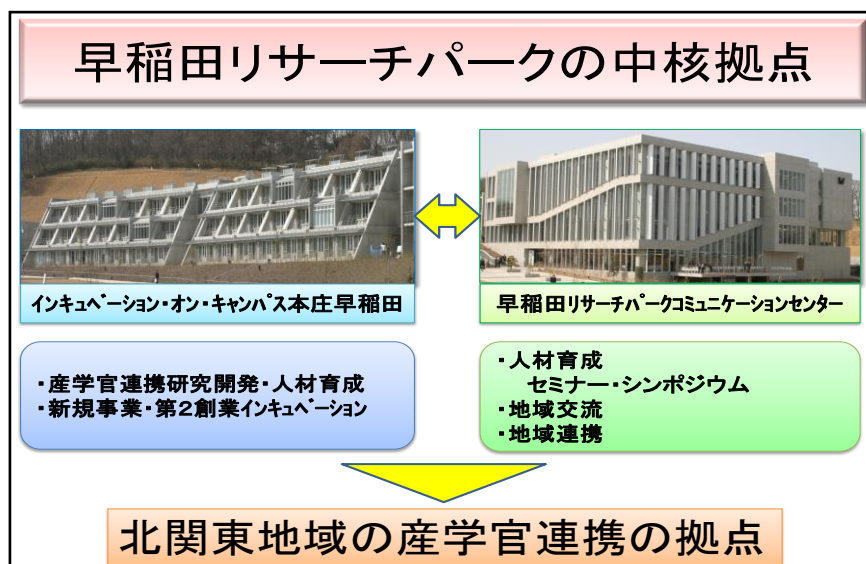 早稲田リサーチパークの中核拠点
インキュベーション・オン・キャンパス本庄早稲田
早稲田リサーチパークコミュニケーションセンター
・産学官連携研究開発・人材育成
・新規事業・第２創業インキュベーション
・人材育成
セミナー・シンポジウム
・地域交流
・地域連携
北関東地域の産学官連携の拠点